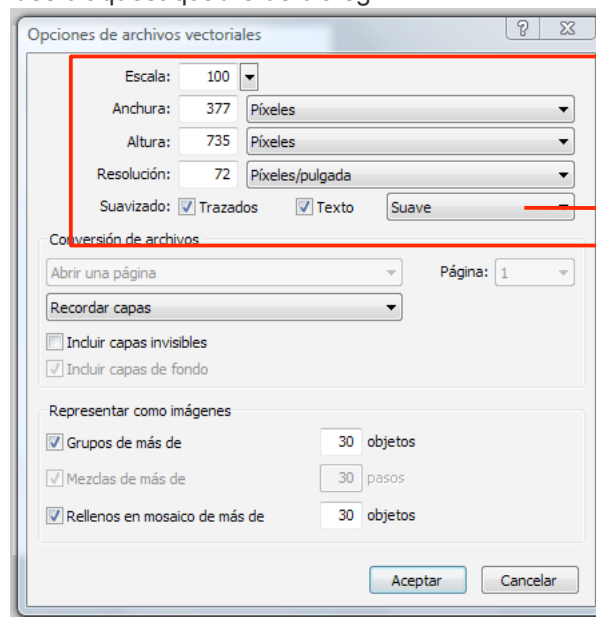 Opciones de archivos vectoriales
Escala: 100
Anchura: 377 Píxeles
Altura: 735 Píxeles
Resolución: 72 Píxeles/pulgada
Suavizado: Trazados Texto Suave
Conversión de archivos
Abrir una página Página: 1
Recordar capas
Incluir capas invisibles
Incluir capas de fondo
Representar como imágenes
Grupos de más de 30 objetos
Mezclas de más de 30 pasos
Rellenos en mosaico de más de 30 objetos
Aceptar Cancelar